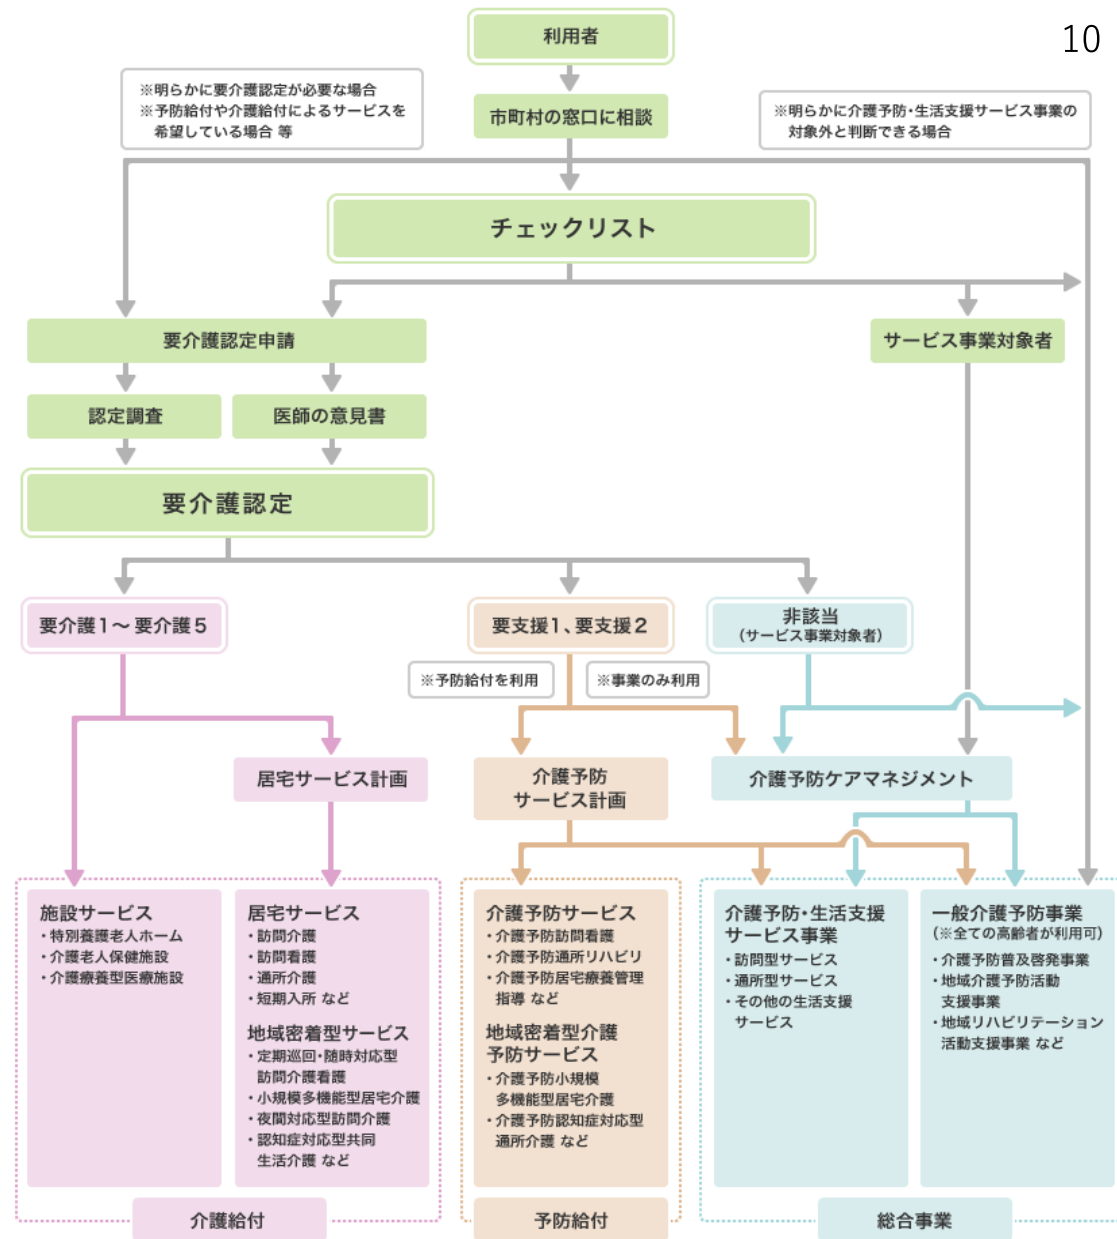 10
利用者
※明らかに要介護認定が必要な場合
※予防給付や介護給付によるサービスを
希望している場合 等
市町村の窓口に相談
※明らかに介護予防・生活支援サービス事業の
対象外と判断できる場合
チェックリスト
要介護認定申請
サービス事業対象者
認定調査
医師の意見書
要介護認定
要介護1～要介護5
要支援1、要支援2
非該当
(サービス事業対象者)
※予防給付を利用
※事業のみ利用
居宅サービス計画
介護予防
サービス計画
介護予防ケアマネジメント
施設サービス
・特別養護老人ホーム
・介護老人保健施設
・介護療養型医療施設
居宅サービス
・訪問介護
・訪問看護
・通所介護
・短期入所 など
地域密着型サービス
・定期巡回・随時対応型
訪問介護看護
・小規模多機能型居宅介護
・夜間対応型訪問介護
・認知症対応型共同
生活介護 など
介護予防サービス
・介護予防訪問看護
・介護予防通所リハビリ
・介護予防居宅療養管理
指導 など
地域密着型介護
予防サービス
・介護予防小規模
多機能型居宅介護
・介護予防認知症対応型
通所介護 など
介護予防・生活支援
サービス事業
・訪問型サービス
・通所型サービス
・その他の生活支援
サービス
一般介護予防事業
(※全ての高齢者が利用可)
・介護予防普及啓発事業
・地域介護予防活動
支援事業
・地域リハビリテーション
活動支援事業 など
介護給付
予防給付
総合事業